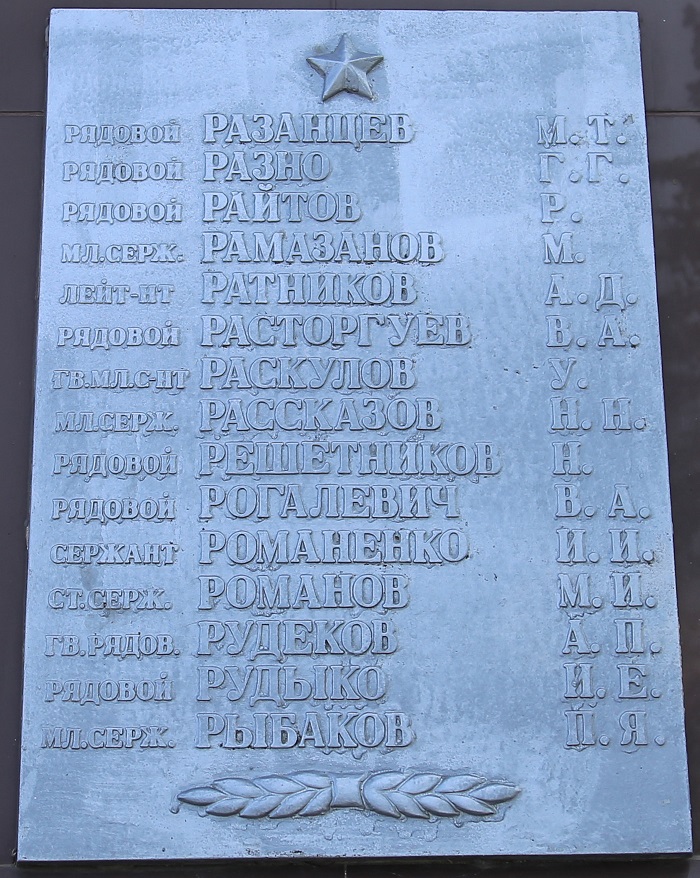 РЯДОВОЙ РАЗАНЦЕВ М.Т.
РЯДОВОЙ РАЗНО Г.Г.
РЯДОВОЙ РАЙТОВ Р.
МЛ.СЕРЖ. РАМАЗАНОВ М.
ЛЕЙТ-НТ РАТНИКОВ А.Д.
РЯДОВОЙ РАСТОРГУЕВ В.А.
ГВ.МЛ.С-НТ РАСКУЛОВ У.
МЛ.СЕРЖ. РАССКАЗОВ Н.Н.
РЯДОВОЙ РЕШЕТНИКОВ Н.
РЯДОВОЙ РОГАЛЕВИЧ В.А.
СЕРЖАНТ РОМАНЕНКО И.И.
СТ.СЕРЖ. РОМАНОВ М.И.
ГВ.РЯДОВ. РУДЕКОВ А.П.
РЯДОВОЙ РУДЫКО И.Е.
МЛ.СЕРЖ. РЫБАКОВ П.Я.